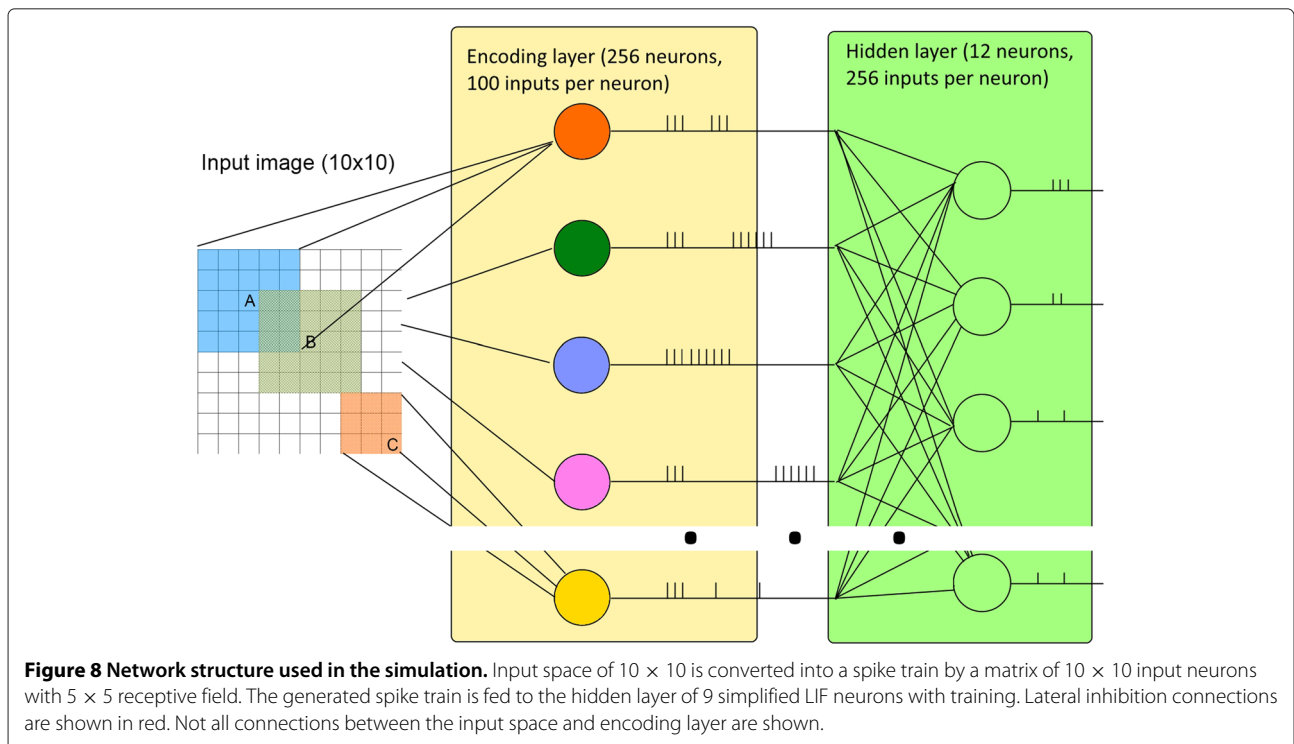 Encoding layer (256 neurons,
100 inputs per neuron)
Hidden layer (12 neurons,
256 inputs per neuron)
Input image (10x10)
A
B
C
Figure 8 Network structure used in the simulation. Input space of 10 × 10 is converted into a spike train by a matrix of 10 × 10 input neurons
with 5 × 5 receptive field. The generated spike train is fed to the hidden layer of 9 simplified LIF neurons with training. Lateral inhibition connections
are shown in red. Not all connections between the input space and encoding layer are shown.